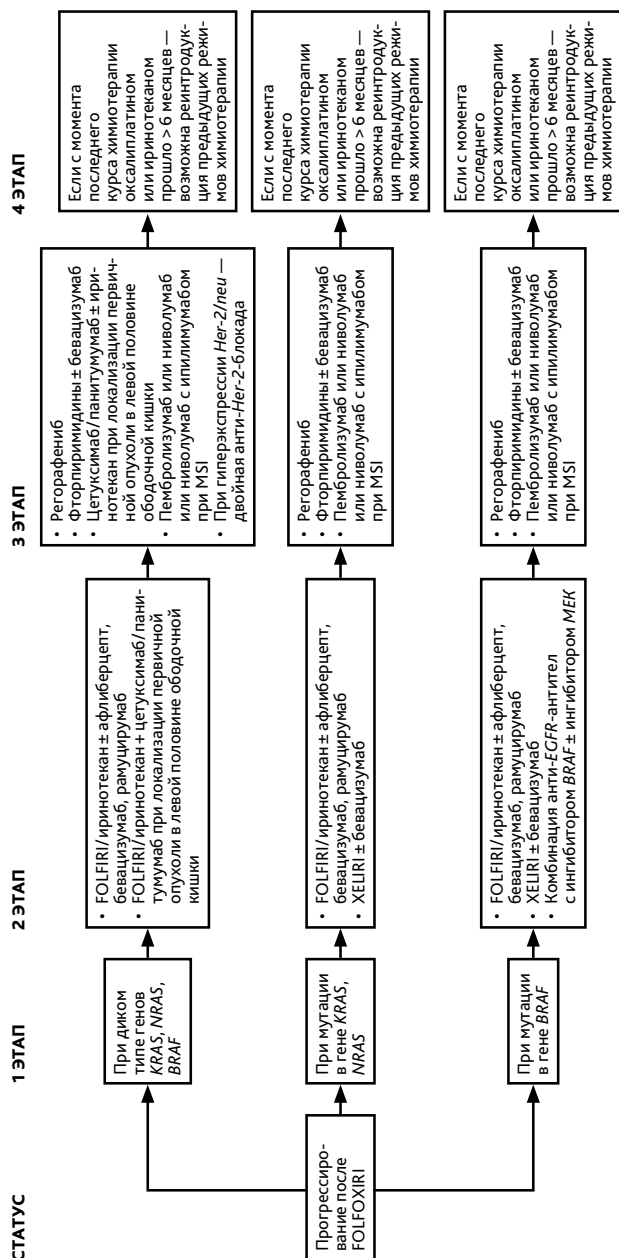 СТАТУС
1 ЭТАП
2 ЭТАП
3 ЭТАП
4 ЭТАП
Прогрессиро-
вание после
FOLFOXIRI
При диком
типе генов
KRAS, NRAS,
BRAF
• FOLFIRI/иринотекан ± афлиберцепт,
бевацизумаб, рамуцирумаб
• FOLFIRI/иринотекан + цетуксимаб/пани-
тумумаб при локализации первичной
опухоли в левой половине ободочной
кишки
• Регорафениб
• Фторпиримидины ± бевацизумаб
• Цетуксимаб/панитумумаб ± ири-
нотекан при локализации первич-
ной опухоли в левой половине
ободочной кишки
• Пембролизумаб или ниволумаб
или ниволумаб с ипилимумабом
при MSI
• При гиперэкспрессии Her-2/neu —
двойная анти-Her-2-блокада
Если с момента
последнего
курса химиотерапии
оксалиплатином
или иринотеканом
прошло > 6 месяцев —
возможна реинтродук-
ция предыдущих режи-
мов химиотерапии
При мутации
в гене KRAS,
NRAS
• FOLFIRI/иринотекан ± афлиберцепт,
бевацизумаб, рамуцирумаб
• XELIRI ± бевацизумаб
• Регорафениб
• Фторпиримидины ± бевацизумаб
• Пембролизумаб или ниволумаб
или ниволумаб с ипилимумабом
при MSI
Если с момента
последнего
курса химиотерапии
оксалиплатином
или иринотеканом
прошло > 6 месяцев —
возможна реинтродук-
ция предыдущих режи-
мов химиотерапии
При мутации
в гене BRAF
• FOLFIRI/иринотекан ± афлиберцепт,
бевацизумаб, рамуцирумаб
• XELIRI ± бевацизумаб
• Комбинация анти-EGFR-антител
с ингибитором BRAF ± ингибитором MEK
• Регорафениб
• Фторпиримидины ± бевацизумаб
• Пембролизумаб или ниволумаб
или ниволумаб с ипилимумабом
при MSI
Если с момента
последнего
курса химиотерапии
оксалиплатином
или иринотеканом
прошло > 6 месяцев —
возможна реинтродук-
ция предыдущих режи-
мов химиотерапии